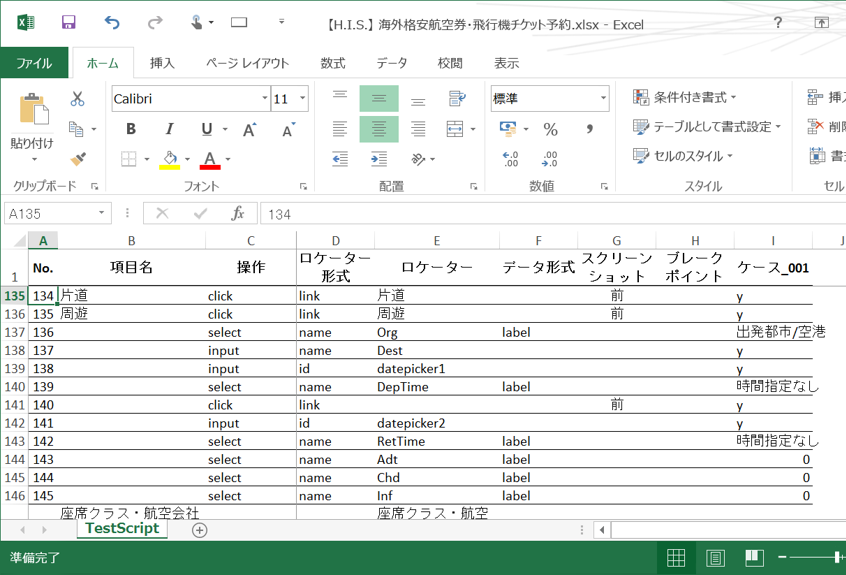 【H.I.S.】 海外格安航空券・飛行機チケット予約.xlsx - Excel
?
ファイル ホーム 挿入 ページ レイアウト 数式 データ 校閲 表示
貼り付け
Calibri 11
標準
条件付き書式
テーブルとして書式設定
セルのスタイル
挿入
削除
書式
B I U A A
A
% ,
クリップボード フォント 配置 数値 スタイル セル
A135 fx 134
A B C D E F G H I J
1 No. 項目名 操作 ロケーター形式 ロケーター データ形式 スクリーンショット ブレークポイント ケース_001
135 134 片道 click link 片道 前 y
136 135 周遊 click link 周遊 前 y
137 136 select name Org label 出発都市/空港
138 137 input name Dest y
139 138 input id datepicker1 y
140 139 select name DepTime label 時間指定なし
141 140 click link 前 y
142 141 input id datepicker2 y
143 142 select name RetTime label 時間指定なし
144 143 select name Adt label 0
145 144 select name Chd label 0
146 145 select name Inf label 0
座席クラス・航空会社 座席クラス・航空
TestScript
準備完了